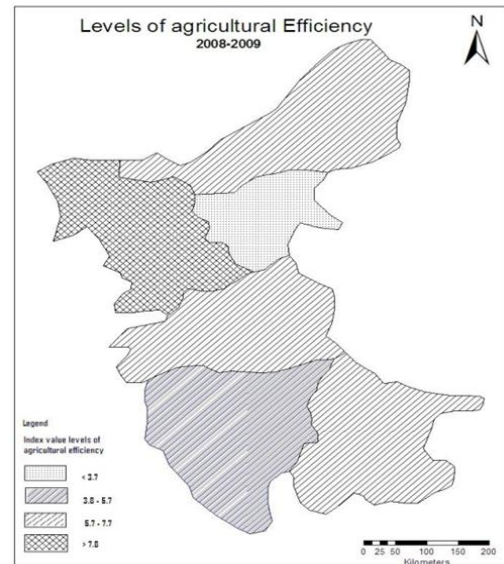 Levels of agricultural Efficiency
2008-2009
N
Legend
Index value levels of
agricultural efficiency
< 3.7
3.8 - 5.7
5.7 - 7.7
> 7.8
0 25 50 100 150 200
Kilometers